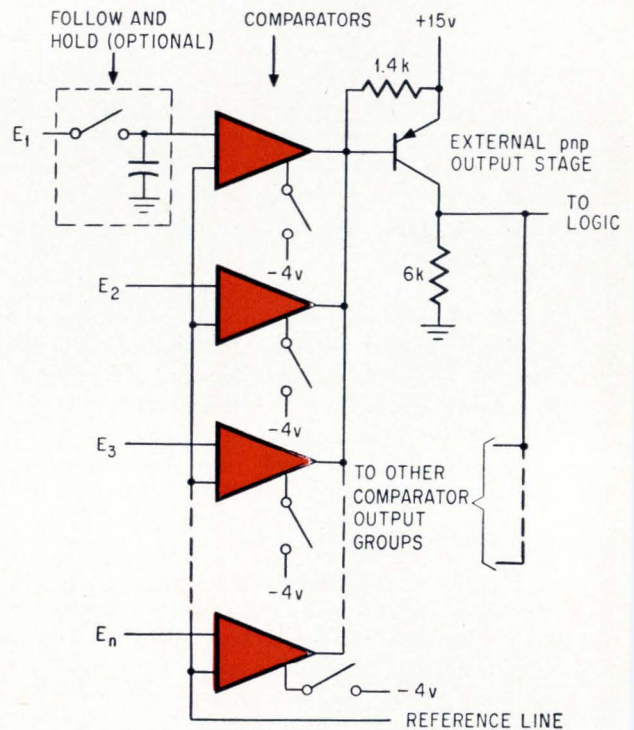 FOLLOW AND
HOLD (OPTIONAL)
COMPARATORS
+15v
1.4k
E1
EXTERNAL pnp
OUTPUT STAGE
TO
LOGIC
-4v
6k
E2
-4v
E3
TO OTHER
COMPARATOR
OUTPUT
GROUPS
-4v
En
-4v
REFERENCE LINE